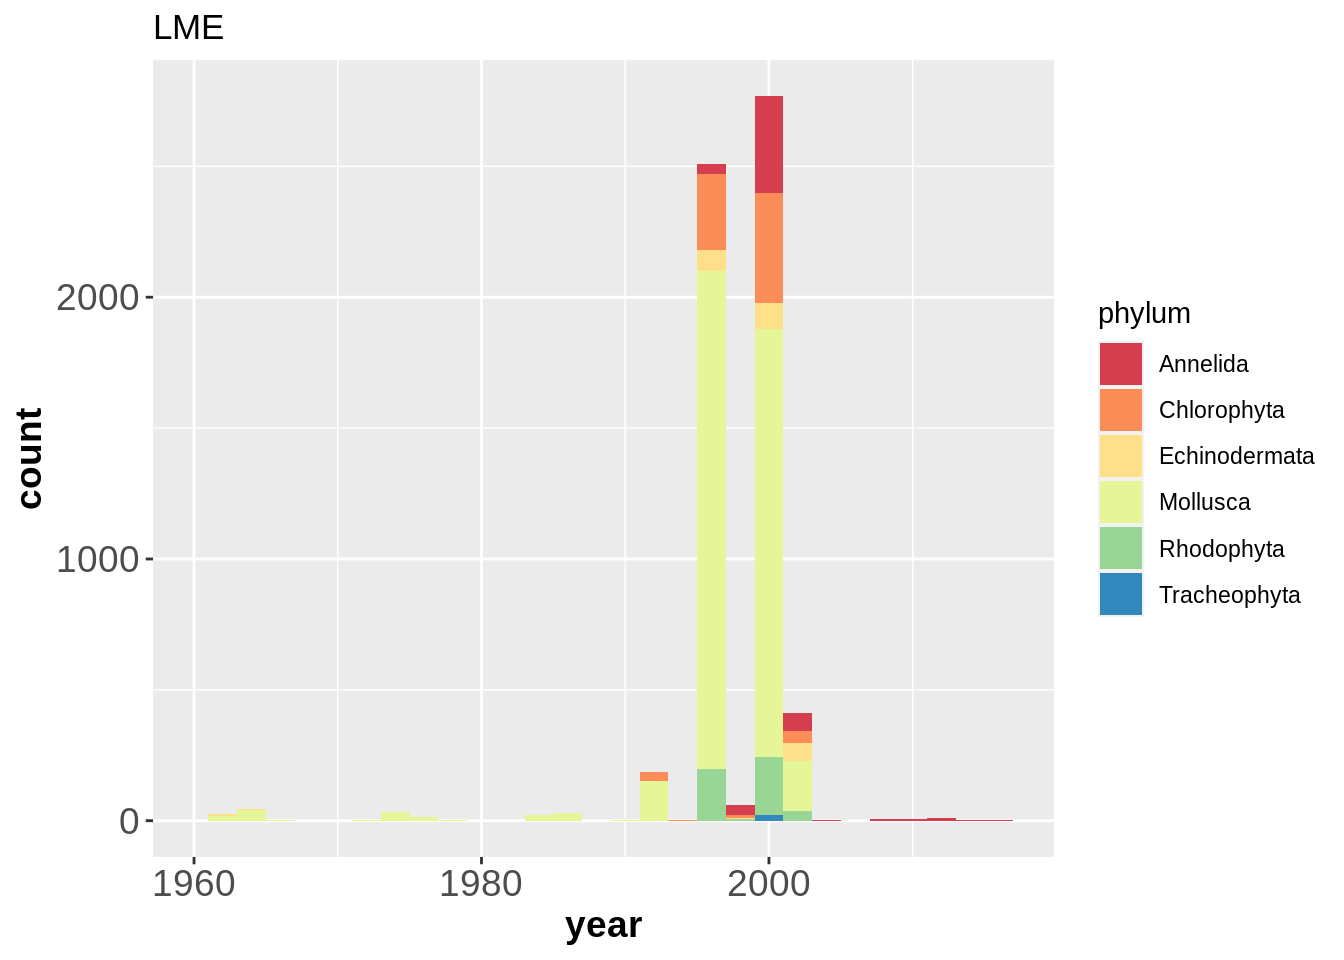 LME
2000
1000
0
count
1960
1980
2000
year
phylum
Annelida
Chlorophyta
Echinodermata
Mollusca
Rhodophyta
Tracheophyta